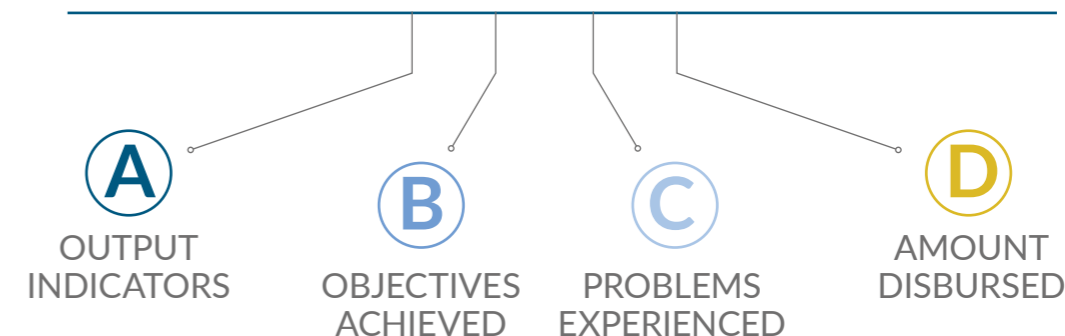 A
OUTPUT
INDICATORS
B
OBJECTIVES
ACHIEVED
C
PROBLEMS
EXPERIENCED
D
AMOUNT
DISBURSED